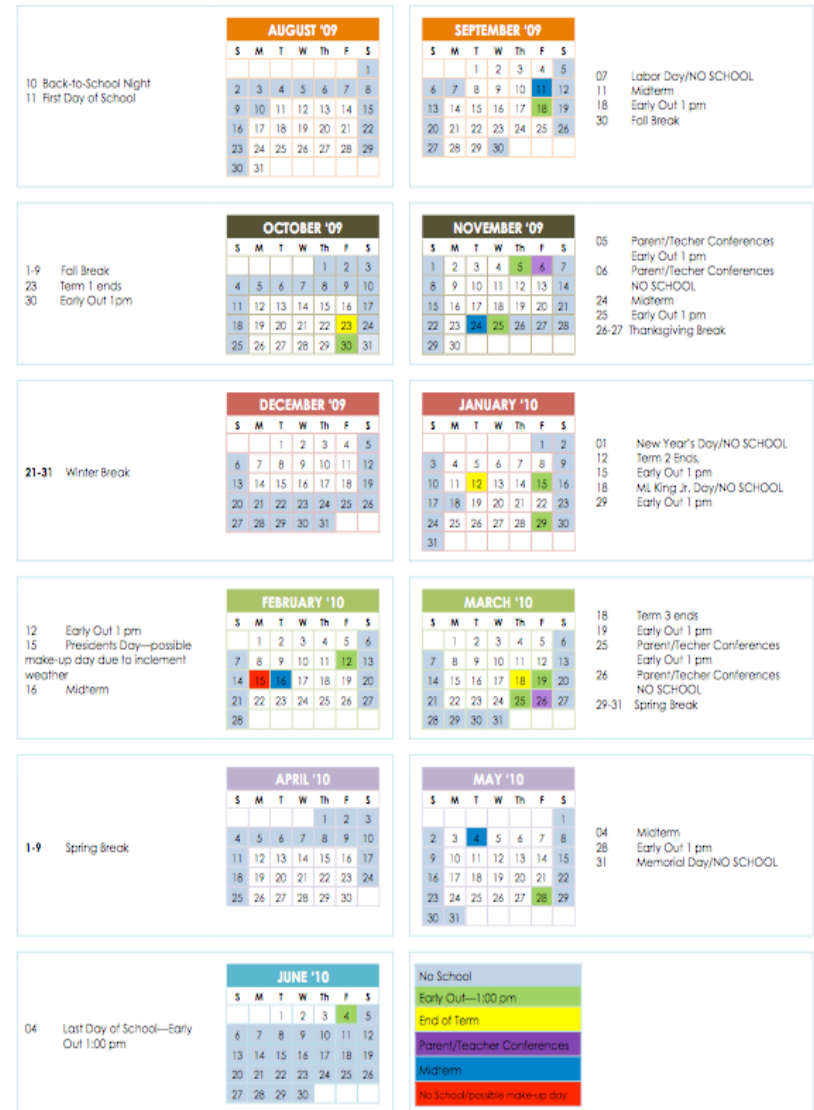 AUGUST '09
S M T W Th F S
1
2 3 4 5 6 7 8
9 10 11 12 13 14 15
16 17 18 19 20 21 22
23 24 25 26 27 28 29
30 31
10 Back-to-School Night
11 First Day of School
SEPTEMBER '09
S M T W Th F S
1 2 3 4 5
6 7 8 9 10 11 12
13 14 15 16 17 18 19
20 21 22 23 24 25 26
27 28 29 30
07 Labor Day/NO SCHOOL
11 Midterm
18 Early Out 1 pm
30 Fall Break
OCTOBER '09
S M T W Th F S
1 2 3
4 5 6 7 8 9 10
11 12 13 14 15 16 17
18 19 20 21 22 23 24
25 26 27 28 29 30 31
1-9 Fall Break
23 Term 1 ends
30 Early Out 1pm
NOVEMBER '09
S M T W Th F S
1 2 3 4 5 6 7
8 9 10 11 12 13 14
15 16 17 18 19 20 21
22 23 24 25 26 27 28
29 30
05 Parent/Techer Conferences
Early Out 1 pm
06 Parent/Techer Conferences
NO SCHOOL
24 Midterm
25 Early Out 1 pm
26-27 Thanksgiving Break
DECEMBER '09
S M T W Th F S
1 2 3 4 5
6 7 8 9 10 11 12
13 14 15 16 17 18 19
20 21 22 23 24 25 26
27 28 29 30 31
21-31 Winter Break
JANUARY '10
S M T W Th F S
1 2
3 4 5 6 7 8 9
10 11 12 13 14 15 16
17 18 19 20 21 22 23
24 25 26 27 28 29 30
31
01 New Year's Day/NO SCHOOL
12 Term 2 Ends,
15 Early Out 1 pm
18 ML King Jr. Day/NO SCHOOL
29 Early Out 1 pm
FEBRUARY '10
S M T W Th F S
1 2 3 4 5 6
7 8 9 10 11 12 13
14 15 16 17 18 19 20
21 22 23 24 25 26 27
28
12 Early Out 1 pm
15 Presidents Day—possible
make-up day due to inclement
weather
16 Midterm
MARCH '10
S M T W Th F S
1 2 3 4 5 6
7 8 9 10 11 12 13
14 15 16 17 18 19 20
21 22 23 24 25 26 27
28 29 30 31
18 Term 3 ends
19 Early Out 1 pm
25 Parent/Techer Conferences
Early Out 1 pm
26 Parent/Techer Conferences
NO SCHOOL
29-31 Spring Break
APRIL '10
S M T W Th F S
1 2 3
4 5 6 7 8 9 10
11 12 13 14 15 16 17
18 19 20 21 22 23 24
25 26 27 28 29 30
1-9 Spring Break
MAY '10
S M T W Th F S
1
2 3 4 5 6 7 8
9 10 11 12 13 14 15
16 17 18 19 20 21 22
23 24 25 26 27 28 29
30 31
04 Midterm
28 Early Out 1 pm
31 Memorial Day/NO SCHOOL
JUNE '10
S M T W Th F S
1 2 3 4 5
6 7 8 9 10 11 12
13 14 15 16 17 18 19
20 21 22 23 24 25 26
27 28 29 30
04 Last Day of School—Early
Out 1:00 pm
No School
Early Out—1:00 pm
End of Term
Parent/Teacher Conferences
Midterm
No School/possible make-up day